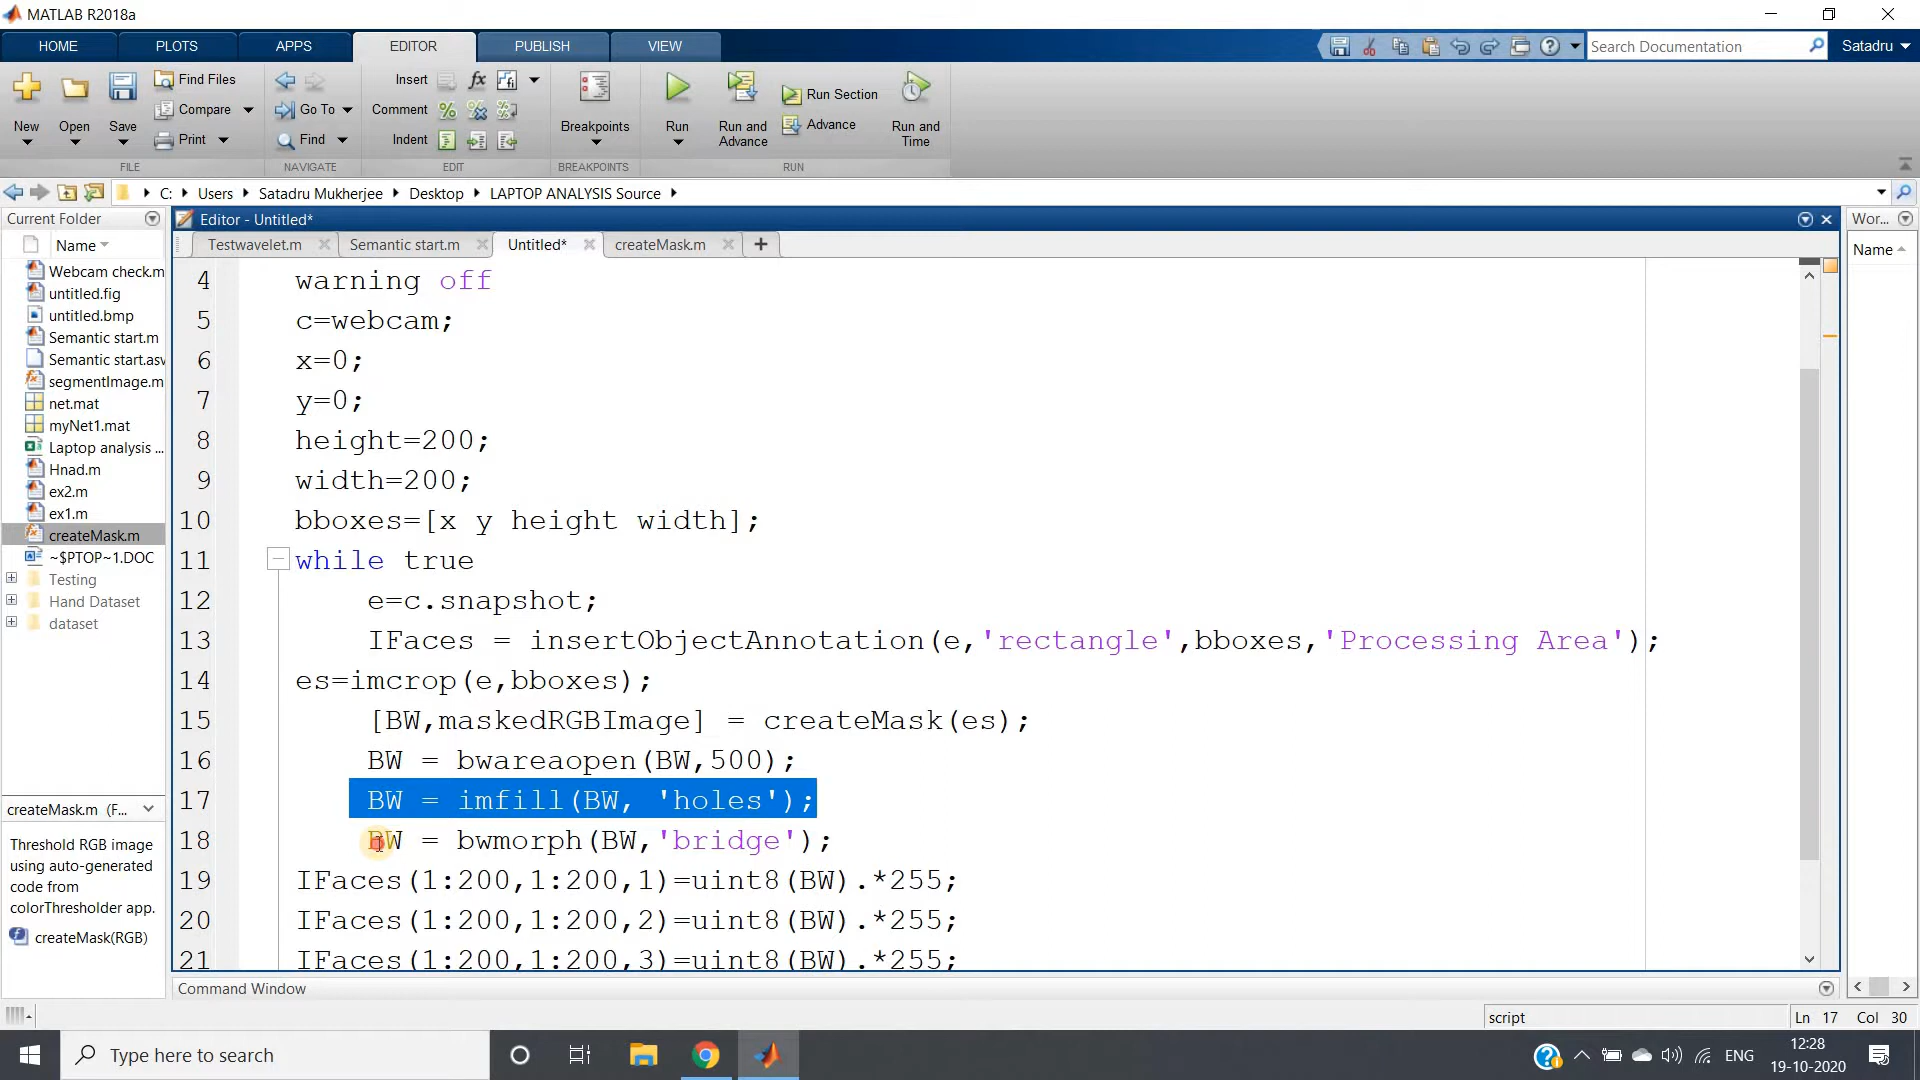 MATLAB R2018a
HOME PLOTS APPS EDITOR PUBLISH VIEW
Search Documentation
Satadru
New
Open
Save
Find Files
Compare
Print
FILE
Go To
Find
NAVIGATE
Insert
Comment
Indent
EDIT
Breakpoints
BREAKPOINTS
Run
Run and Advance
Run Section
Advance
Run and Time
RUN
C: Users Satadru Mukherjee Desktop LAPTOP ANALYSIS Source
Current Folder
Name
Webcam check.m
untitled.fig
untitled.bmp
Semantic start.m
Semantic start.asv
segmentImage.m
net.mat
myNet1.mat
Laptop analysis ...
Hnad.m
ex2.m
ex1.m
createMask.m
~$PTOP~1.DOC
Testing
Hand Dataset
dataset
createMask.m (F...
Threshold RGB image
using auto-generated
code from
colorThresholder app.
createMask(RGB)
Editor - Untitled*
Testwavelet.m Semantic start.m Untitled* createMask.m
4 warning off
5 c=webcam;
6 x=0;
7 y=0;
8 height=200;
9 width=200;
10 bboxes=[x y height width];
11 while true
12 e=c.snapshot;
13 IFaces = insertObjectAnnotation(e,'rectangle',bboxes,'Processing Area');
14 es=imcrop(e,bboxes);
15 [BW,maskedRGBImage] = createMask(es);
16 BW = bwareaopen(BW,500);
17 BW = imfill(BW, 'holes');
18 BW = bwmorph(BW,'bridge');
19 IFaces(1:200,1:200,1)=uint8(BW).*255;
20 IFaces(1:200,1:200,2)=uint8(BW).*255;
21 IFaces(1:200,1:200,3)=uint8(BW).*255;
Command Window
Wor...
Name
script
Ln 17 Col 30
Type here to search
ENG
12:28
19-10-2020